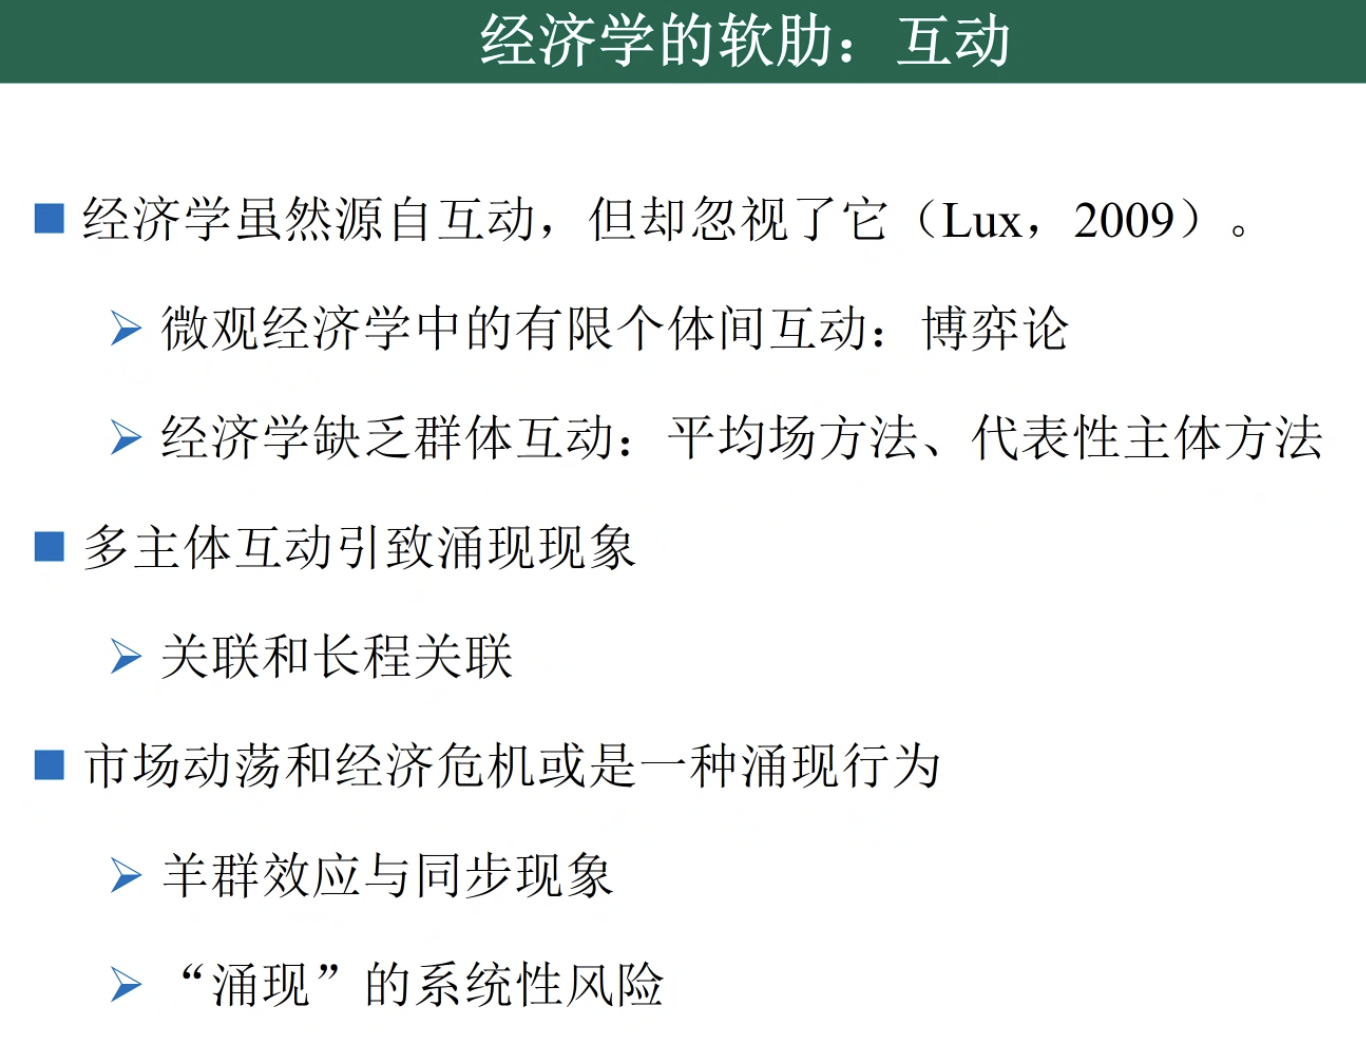 经济学的软肋：互动
经济学虽然源自互动，但却忽视了它（Lux，2009）。
微观经济学中的有限个体间互动：博弈论
经济学缺乏群体互动：平均场方法、代表性主体方法
多主体互动引致涌现现象
关联和长程关联
市场动荡和经济危机或是一种涌现行为
羊群效应与同步现象
“涌现”的系统性风险